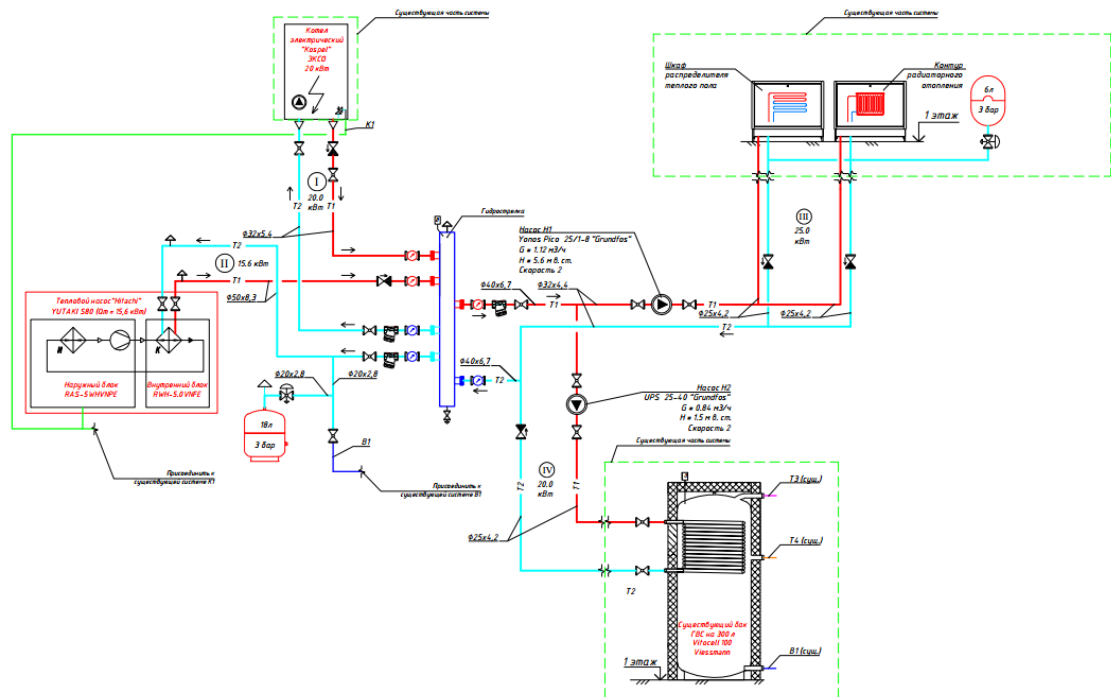 Существующая часть системы
Существующая часть системы
Котел
электрический
"Kospel"
ЭКСО
20 кВт
К1
Шкаф
распределителя
теплого пола
Контур
радиаторного
отопления
6л
3 бар
1 этаж
I
20.0
кВт
T2
T1
Ф32х5,4
Гидрострелка
III
25.0
кВт
Насос Н1
Yonos Pico 25/1-8 "Grundfos"
G = 1.12 м3/ч
H = 5.6 м в. ст.
Скорость 2
T2
II
15.6 кВт
T1
Ф50х8,3
Ф40х6,7
Ф32х4,4
T1
T1
Ф25х4,2
Ф25х4,2
T2
Тепловой насос "Hitachi"
YUTAKI S80 (Qт = 15,6 кВт)
И
К
Наружный блок
RAS-5WHVNPE
Внутренний блок
RWH-5.0VNFE
Ф20х2,8
Ф20х2,8
Ф40х6,7
T2
Насос Н2
UPS 25-40 "Grundfos"
G = 0.84 м3/ч
H = 1.5 м в. ст.
Скорость 2
18л
3 бар
В1
Существующая часть системы
Присоединить к
существующей системе К1
Присоединить к
существующей системе В1
IV
20.0
кВт
T2
T1
Ф25х4,2
T2
T3 (сущ.)
T4 (сущ.)
Существующий бак
ГВС на 300 л
Vitocell 100
Viessmann
В1 (сущ.)
1 этаж